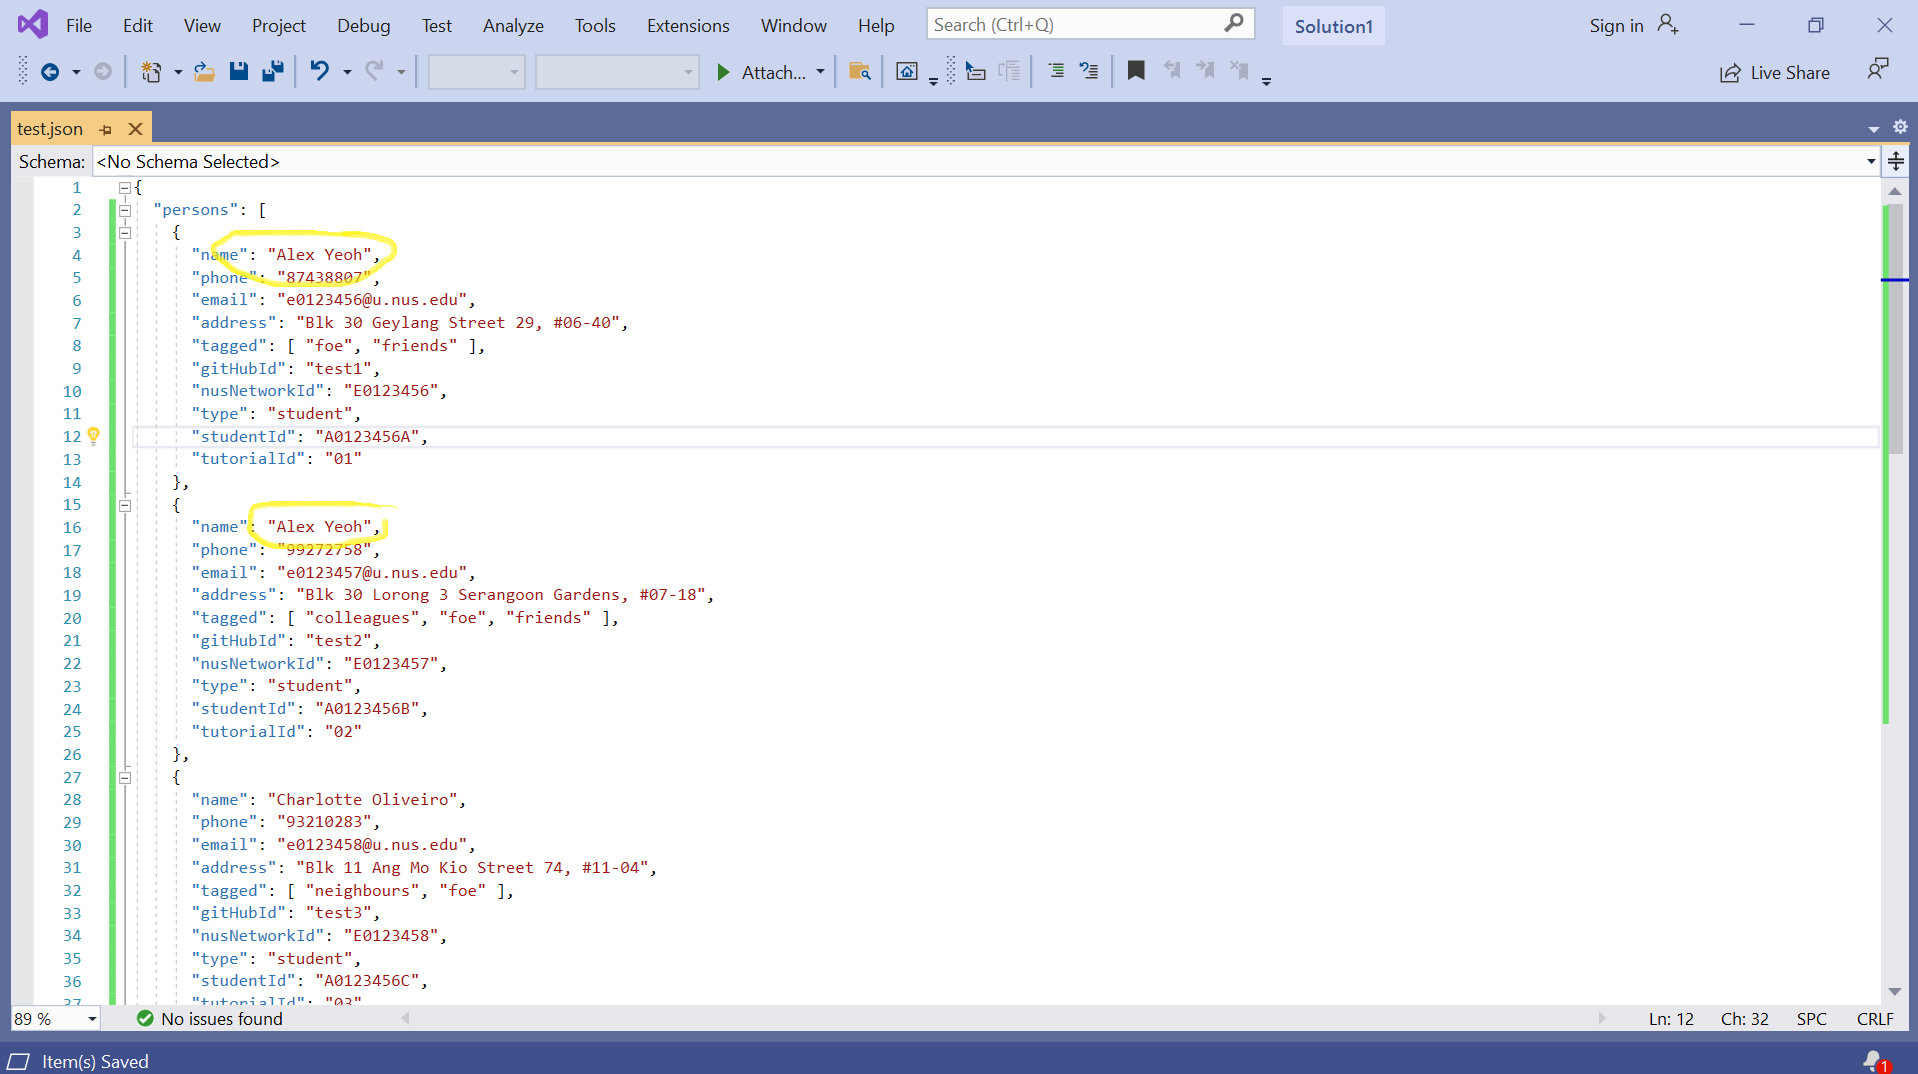 File Edit View Project Debug Test Analyze Tools Extensions Window Help Search (Ctrl+Q) Solution1 Sign in
Attach... Live Share
test.json
Schema: <No Schema Selected>
1 {
2 "persons": [
3 {
4 "name": "Alex Yeoh",
5 "phone": "87438807",
6 "email": "e0123456@u.nus.edu",
7 "address": "Blk 30 Geylang Street 29, #06-40",
8 "tagged": [ "foe", "friends" ],
9 "gitHubId": "test1",
10 "nusNetworkId": "E0123456",
11 "type": "student",
12 "studentId": "A0123456A",
13 "tutorialId": "01"
14 },
15 {
16 "name": "Alex Yeoh",
17 "phone": "99272758",
18 "email": "e0123457@u.nus.edu",
19 "address": "Blk 30 Lorong 3 Serangoon Gardens, #07-18",
20 "tagged": [ "colleagues", "foe", "friends" ],
21 "gitHubId": "test2",
22 "nusNetworkId": "E0123457",
23 "type": "student",
24 "studentId": "A0123456B",
25 "tutorialId": "02"
26 },
27 {
28 "name": "Charlotte Oliveiro",
29 "phone": "93210283",
30 "email": "e0123458@u.nus.edu",
31 "address": "Blk 11 Ang Mo Kio Street 74, #11-04",
32 "tagged": [ "neighbours", "foe" ],
33 "gitHubId": "test3",
34 "nusNetworkId": "E0123458",
35 "type": "student",
36 "studentId": "A0123456C",
37 "tutorialId": "03"
89 % No issues found Ln: 12 Ch: 32 SPC CRLF
Item(s) Saved 1